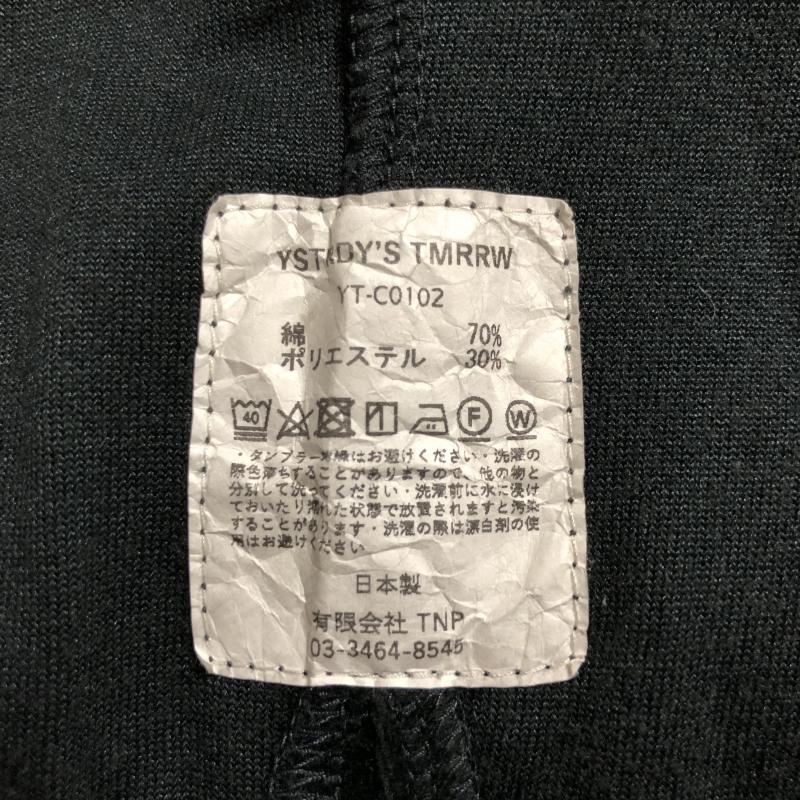 YSTRDY'S TMRRW
YT-C0102
綿 70%
ポリエステル 30%
40 F W
・タンブラー乾燥はお避けください・洗濯の
際色落ちすることがありますので、他の物と
分別して洗ってください・洗濯前に水に浸け
ておいたり濡れた状態で放置されますと汚染
することがあります・洗濯の際は漂白剤の使
用はお避けください
日本製
有限会社 TNP
03-3464-8545